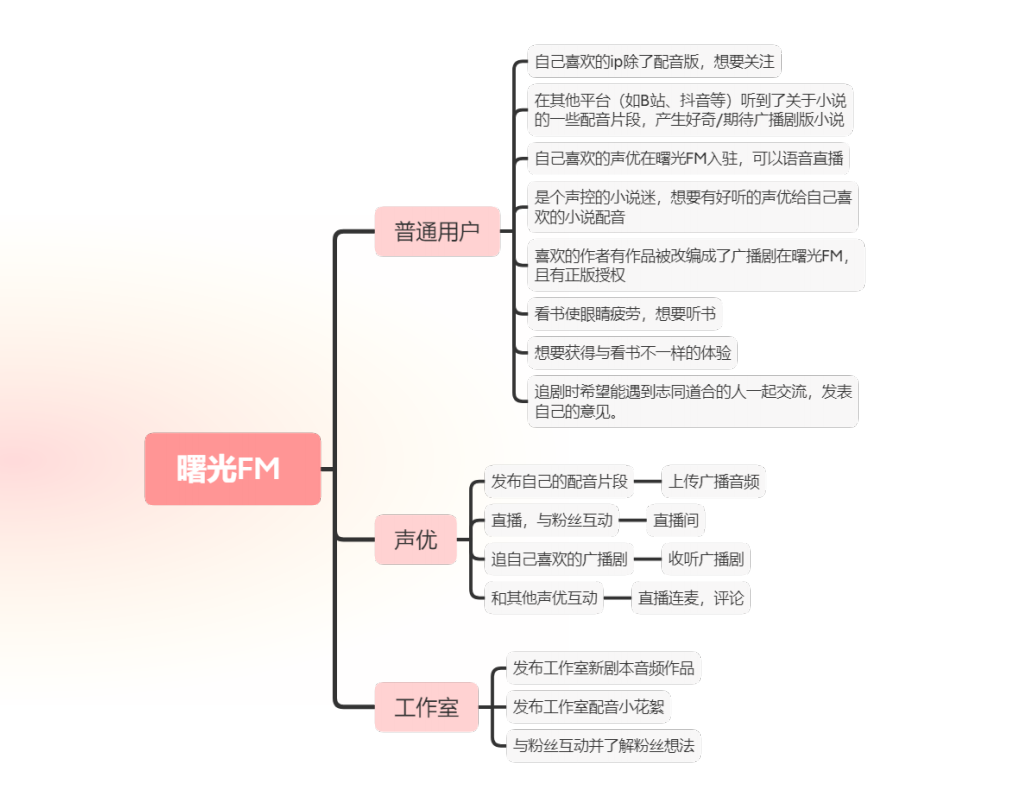 自己喜欢的ip除了配音版，想要关注
在其他平台（如B站、抖音等）听到了关于小说
的一些配音片段，产生好奇/期待广播剧版小说
自己喜欢的声优在曙光FM入驻，可以语音直播
是个声控的小说迷，想要有好听的声优给自己喜
欢的小说配音
普通用户
喜欢的作者有作品被改编成了广播剧在曙光FM，
且有正版授权
看书使眼睛疲劳，想要听书
想要获得与看书不一样的体验
追剧时希望能遇到志同道合的人一起交流，发表
自己的意见。
曙光FM
发布自己的配音片段
上传广播音频
直播，与粉丝互动
直播间
声优
追自己喜欢的广播剧
收听广播剧
和其他声优互动
直播连麦，评论
发布工作室新剧本音频作品
工作室
发布工作室配音小花絮
与粉丝互动并了解粉丝想法